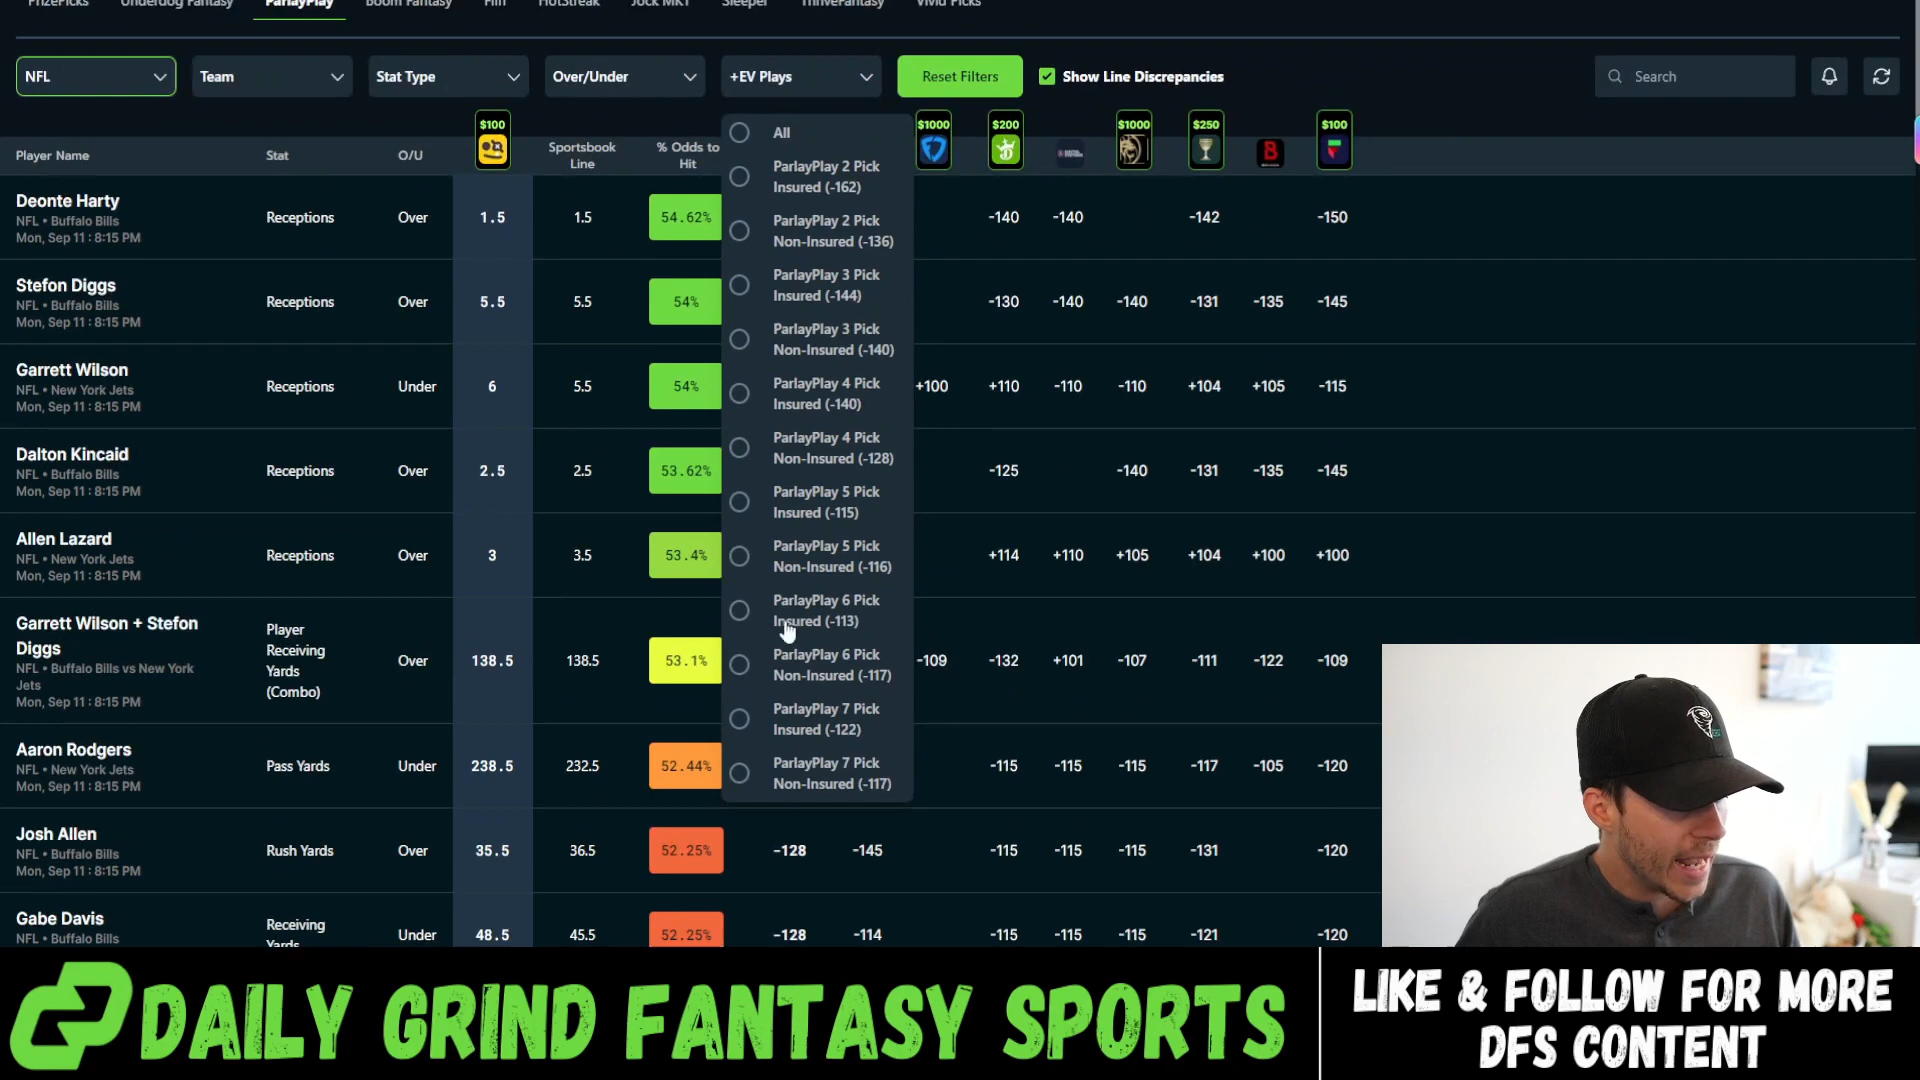 PrizePicks Underdog Fantasy ParlayPlay Boom Fantasy Fliff HotStreak Jock MKT Sleeper ThriveFantasy Vivid Picks
NFL Team Stat Type Over/Under +EV Plays Reset Filters Show Line Discrepancies Search
$100 $1000 $200 $1000 $250 $100
Player Name Stat O/U Sportsbook Line % Odds to Hit
All
ParlayPlay 2 Pick
Insured (-162)
ParlayPlay 2 Pick
Non-Insured (-136)
ParlayPlay 3 Pick
Insured (-144)
ParlayPlay 3 Pick
Non-Insured (-140)
ParlayPlay 4 Pick
Insured (-140)
ParlayPlay 4 Pick
Non-Insured (-128)
ParlayPlay 5 Pick
Insured (-115)
ParlayPlay 5 Pick
Non-Insured (-116)
ParlayPlay 6 Pick
Insured (-113)
ParlayPlay 6 Pick
Non-Insured (-117)
ParlayPlay 7 Pick
Insured (-122)
ParlayPlay 7 Pick
Non-Insured (-117)
Deonte Harty
NFL • Buffalo Bills
Mon, Sep 11 : 8:15 PM
Receptions Over 1.5 1.5 54.62% -140 -140 -142 -150
Stefon Diggs
NFL • Buffalo Bills
Mon, Sep 11 : 8:15 PM
Receptions Over 5.5 5.5 54% -130 -140 -140 -131 -135 -145
Garrett Wilson
NFL • New York Jets
Mon, Sep 11 : 8:15 PM
Receptions Under 6 5.5 54% +100 +110 -110 -110 +104 +105 -115
Dalton Kincaid
NFL • Buffalo Bills
Mon, Sep 11 : 8:15 PM
Receptions Over 2.5 2.5 53.62% -125 -140 -131 -135 -145
Allen Lazard
NFL • New York Jets
Mon, Sep 11 : 8:15 PM
Receptions Over 3 3.5 53.4% +114 +110 +105 +104 +100 +100
Garrett Wilson + Stefon
Diggs
NFL • Buffalo Bills vs New York
Jets
Mon, Sep 11 : 8:15 PM
Player
Receiving
Yards
(Combo)
Over 138.5 138.5 53.1% -109 -132 +101 -107 -111 -122 -109
Aaron Rodgers
NFL • New York Jets
Mon, Sep 11 : 8:15 PM
Pass Yards Under 238.5 232.5 52.44% -115 -115 -115 -117 -105 -120
Josh Allen
NFL • Buffalo Bills
Mon, Sep 11 : 8:15 PM
Rush Yards Over 35.5 36.5 52.25% -128 -145 -115 -115 -115 -131 -120
Gabe Davis
NFL • Buffalo Bills
Receiving
Yards
Under 48.5 45.5 52.25% -128 -114 -115 -115 -115 -121 -120
DAILY GRIND FANTASY SPORTS
LIKE & FOLLOW FOR MORE
DFS CONTENT